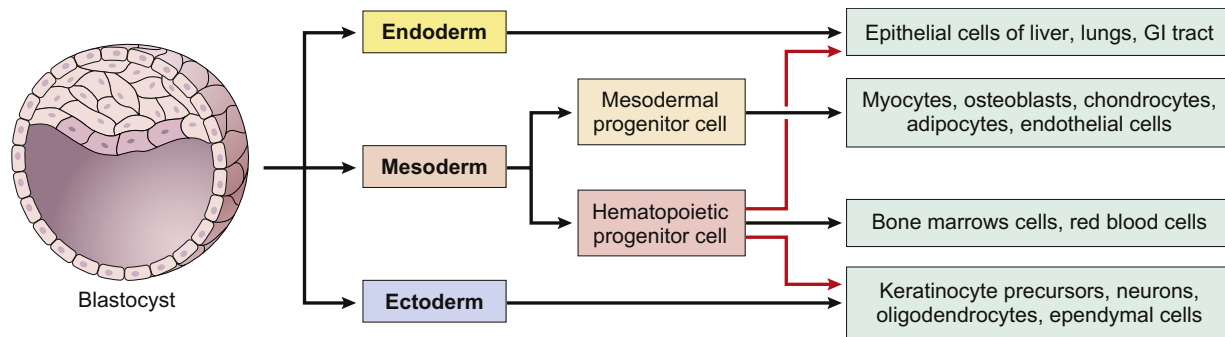 Endoderm
Epithelial cells of liver, lungs, GI tract
Mesodermal
progenitor cell
Myocytes, osteoblasts, chondrocytes,
adipocytes, endothelial cells
Mesoderm
Hematopoietic
progenitor cell
Bone marrows cells, red blood cells
Blastocyst
Ectoderm
Keratinocyte precursors, neurons,
oligodendrocytes, ependymal cells